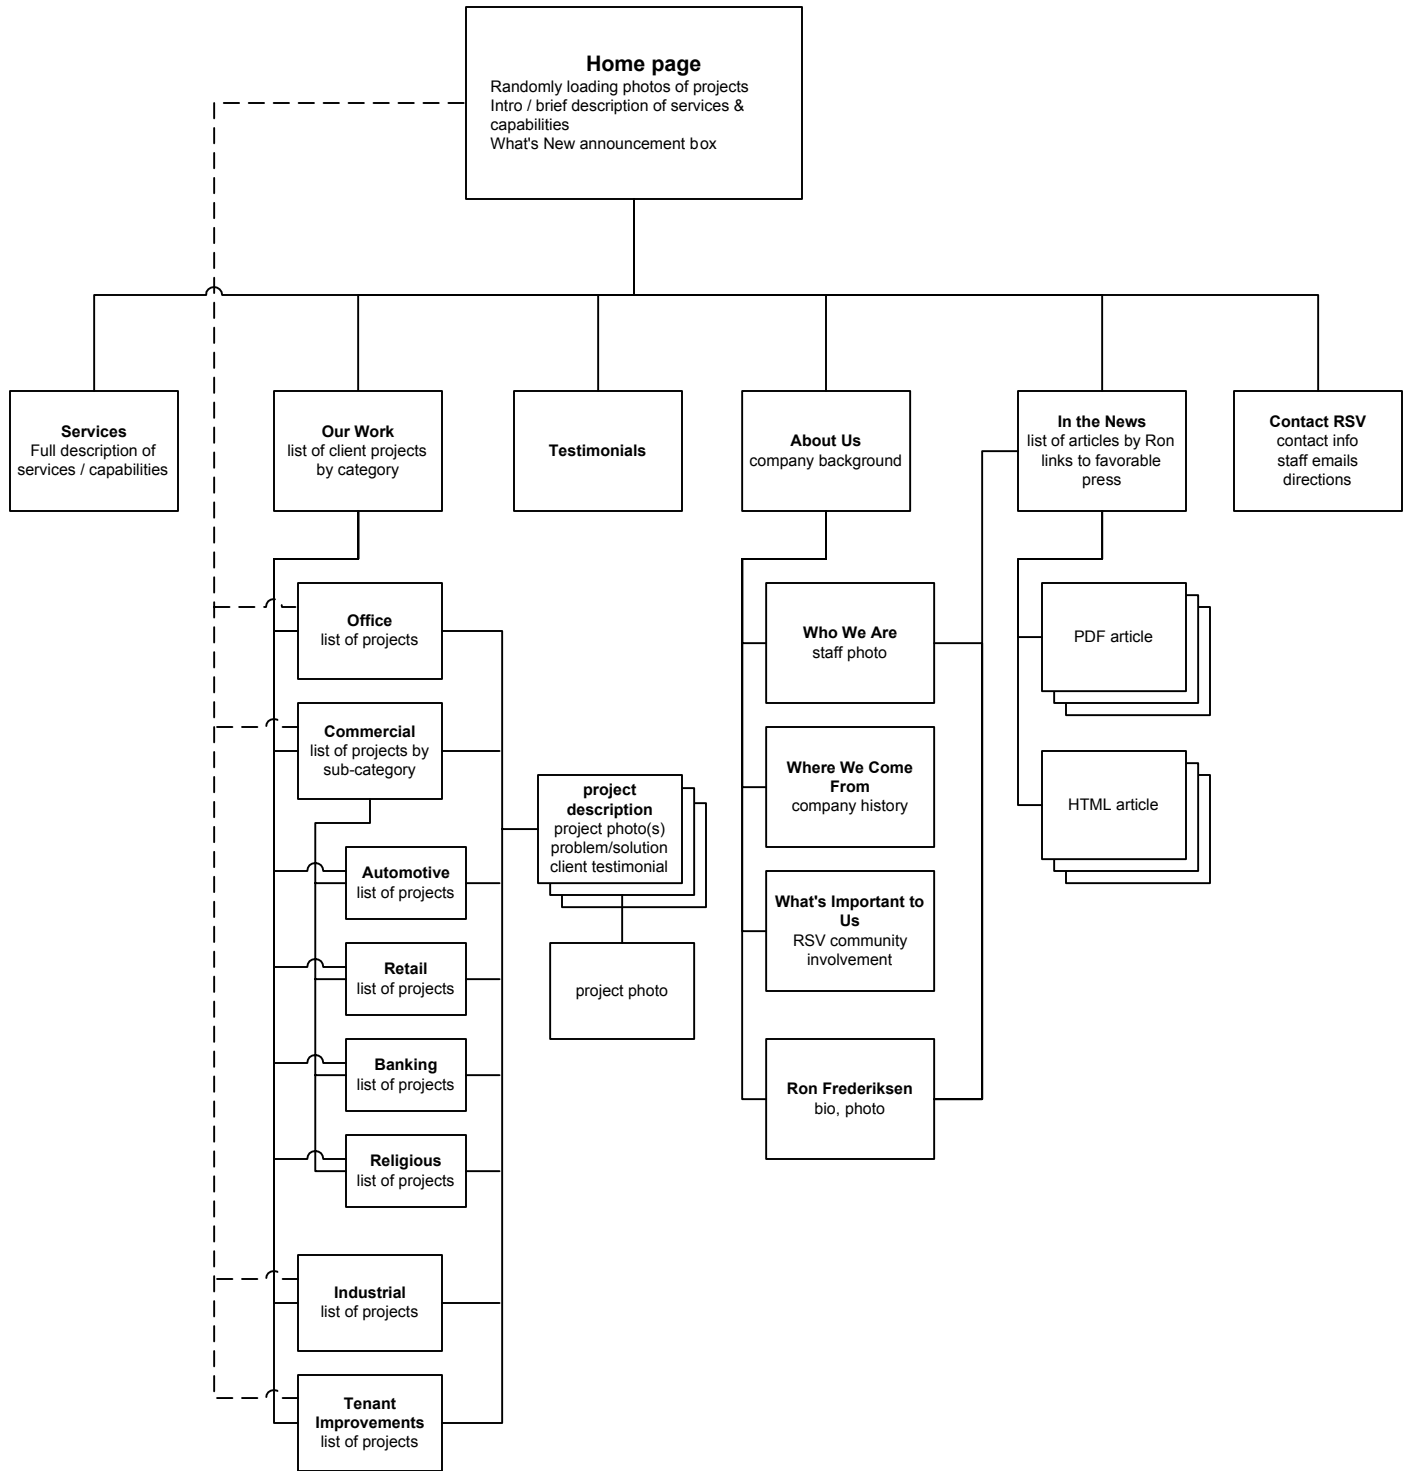 Home page
Randomly loading photos of projects
Intro / brief description of services &
capabilities
What's New announcement box
Services
Full description of
services / capabilities
Our Work
list of client projects
by category
Testimonials
About Us
company background
In the News
list of articles by Ron
links to favorable
press
Contact RSV
contact info
staff emails
directions
Office
list of projects
Commercial
list of projects by
sub-category
Automotive
list of projects
Retail
list of projects
Banking
list of projects
Religious
list of projects
Industrial
list of projects
Tenant
Improvements
list of projects
project
description
project photo(s)
problem/solution
client testimonial
project photo
Who We Are
staff photo
Where We Come
From
company history
What's Important to
Us
RSV community
involvement
Ron Frederiksen
bio, photo
PDF article
HTML article